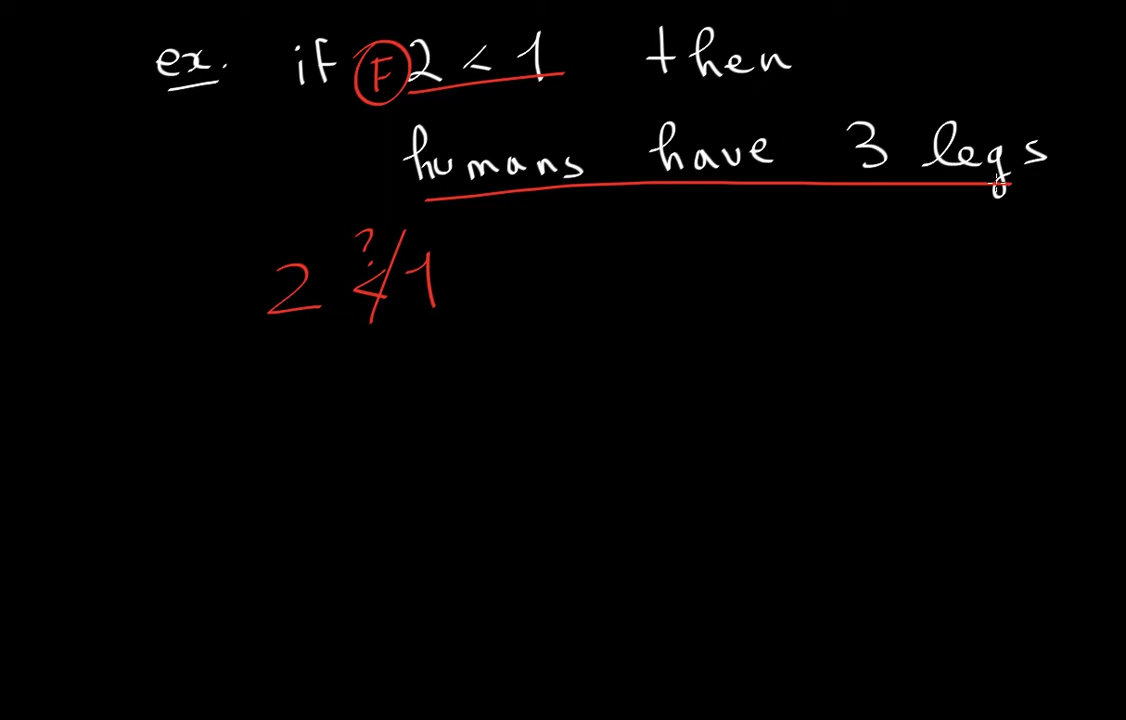 ex. if Ⓕ 2 < 1 then
humans have 3 legs
2 ≮? 1